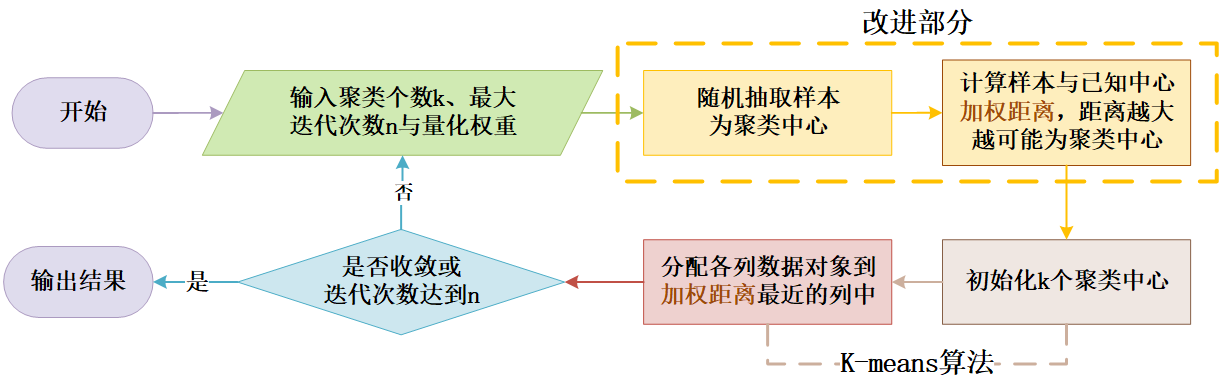 改进部分
开始
输入聚类个数k、最大
迭代次数n与量化权重
随机抽取样本
为聚类中心
计算样本与已知中心
加权距离，距离越大
越可能为聚类中心
否
输出结果
是
是否收敛或
迭代次数达到n
分配各列数据对象到
加权距离最近的列中
初始化k个聚类中心
K-means算法